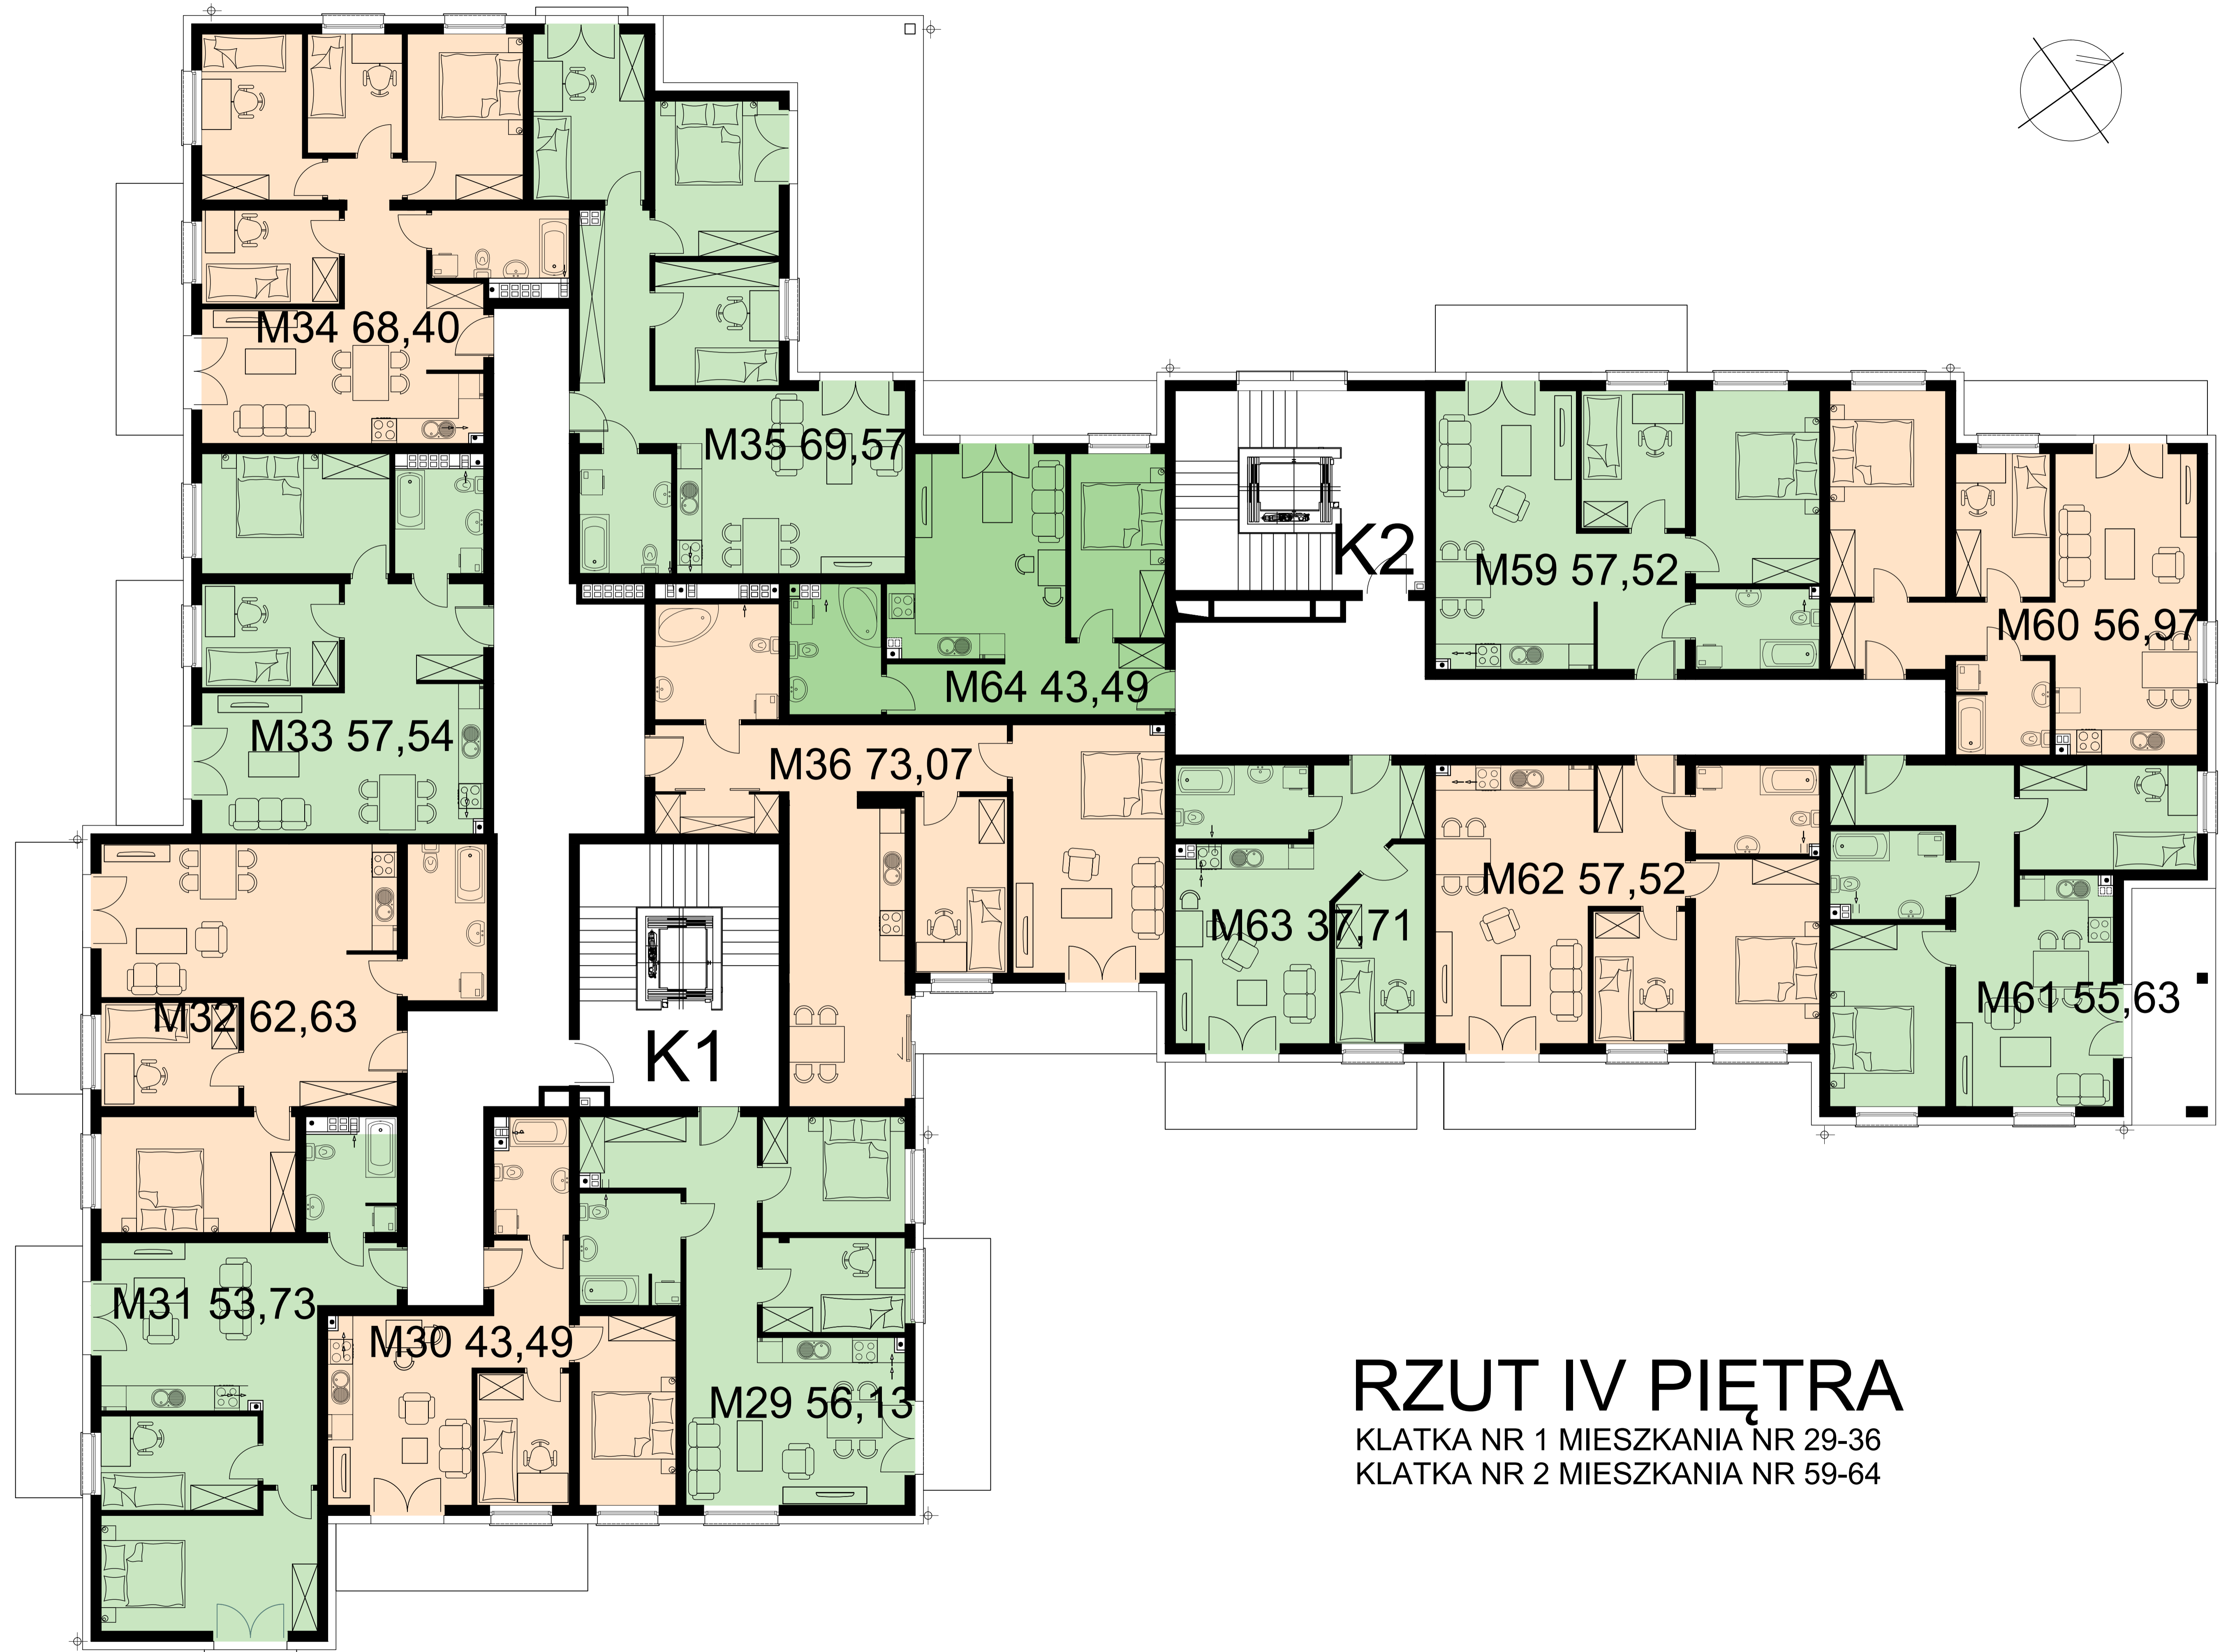 M34 68,40
M35 69,57
K2
M59 57,52
M60 56,97
M64 43,49
M33 57,54
M36 73,07
M62 57,52
M63 37,71
M61 55,63
M32 62,63
K1
M31 53,73
M30 43,49
M29 56,13
RZUT IV PIĘTRA
KLATKA NR 1 MIESZKANIA NR 29-36
KLATKA NR 2 MIESZKANIA NR 59-64